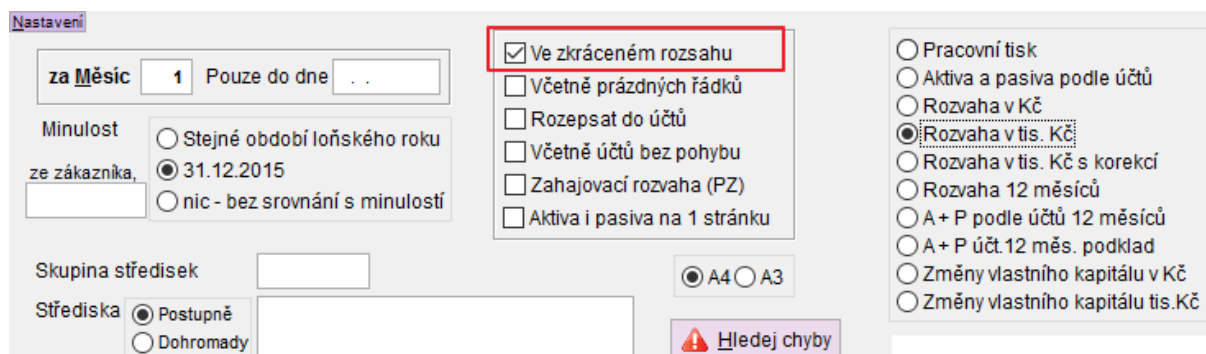 Nastavení
za Měsíc 1 Pouze do dne . .
Minulost
ze zákazníka,
Stejné období loňského roku
31.12.2015
nic - bez srovnání s minulostí
Ve zkráceném rozsahu
Včetně prázdných řádků
Rozepsat do účtů
Včetně účtů bez pohybu
Zahajovací rozvaha (PZ)
Aktiva i pasiva na 1 stránku
Pracovní tisk
Aktiva a pasiva podle účtů
Rozvaha v Kč
Rozvaha v tis. Kč
Rozvaha v tis. Kč s korekcí
Rozvaha 12 měsíců
A + P podle účtů 12 měsíců
A + P účt.12 měs. podklad
Změny vlastního kapitálu v Kč
Změny vlastního kapitálu tis.Kč
Skupina středisek
A4 A3
Střediska Postupně
Dohromady
Hledej chyby